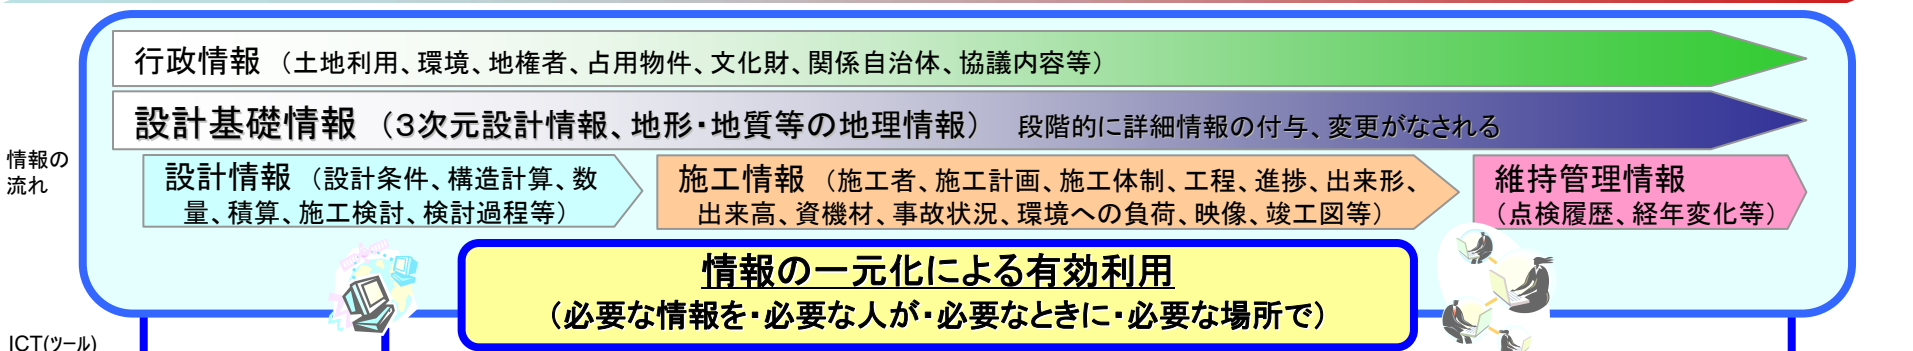 行政情報 （土地利用、環境、地権者、占用物件、文化財、関係自治体、協議内容等）
設計基礎情報 （3次元設計情報、地形・地質等の地理情報） 段階的に詳細情報の付与、変更がなされる
情報の
流れ
設計情報 （設計条件、構造計算、数
量、積算、施工検討、検討過程等）
施工情報 （施工者、施工計画、施工体制、工程、進捗、出来形、
出来高、資機材、事故状況、環境への負荷、映像、竣工図等）
維持管理情報
（点検履歴、経年変化等）
情報の一元化による有効利用
（必要な情報を・必要な人が・必要なときに・必要な場所で）
ICT(ツール)